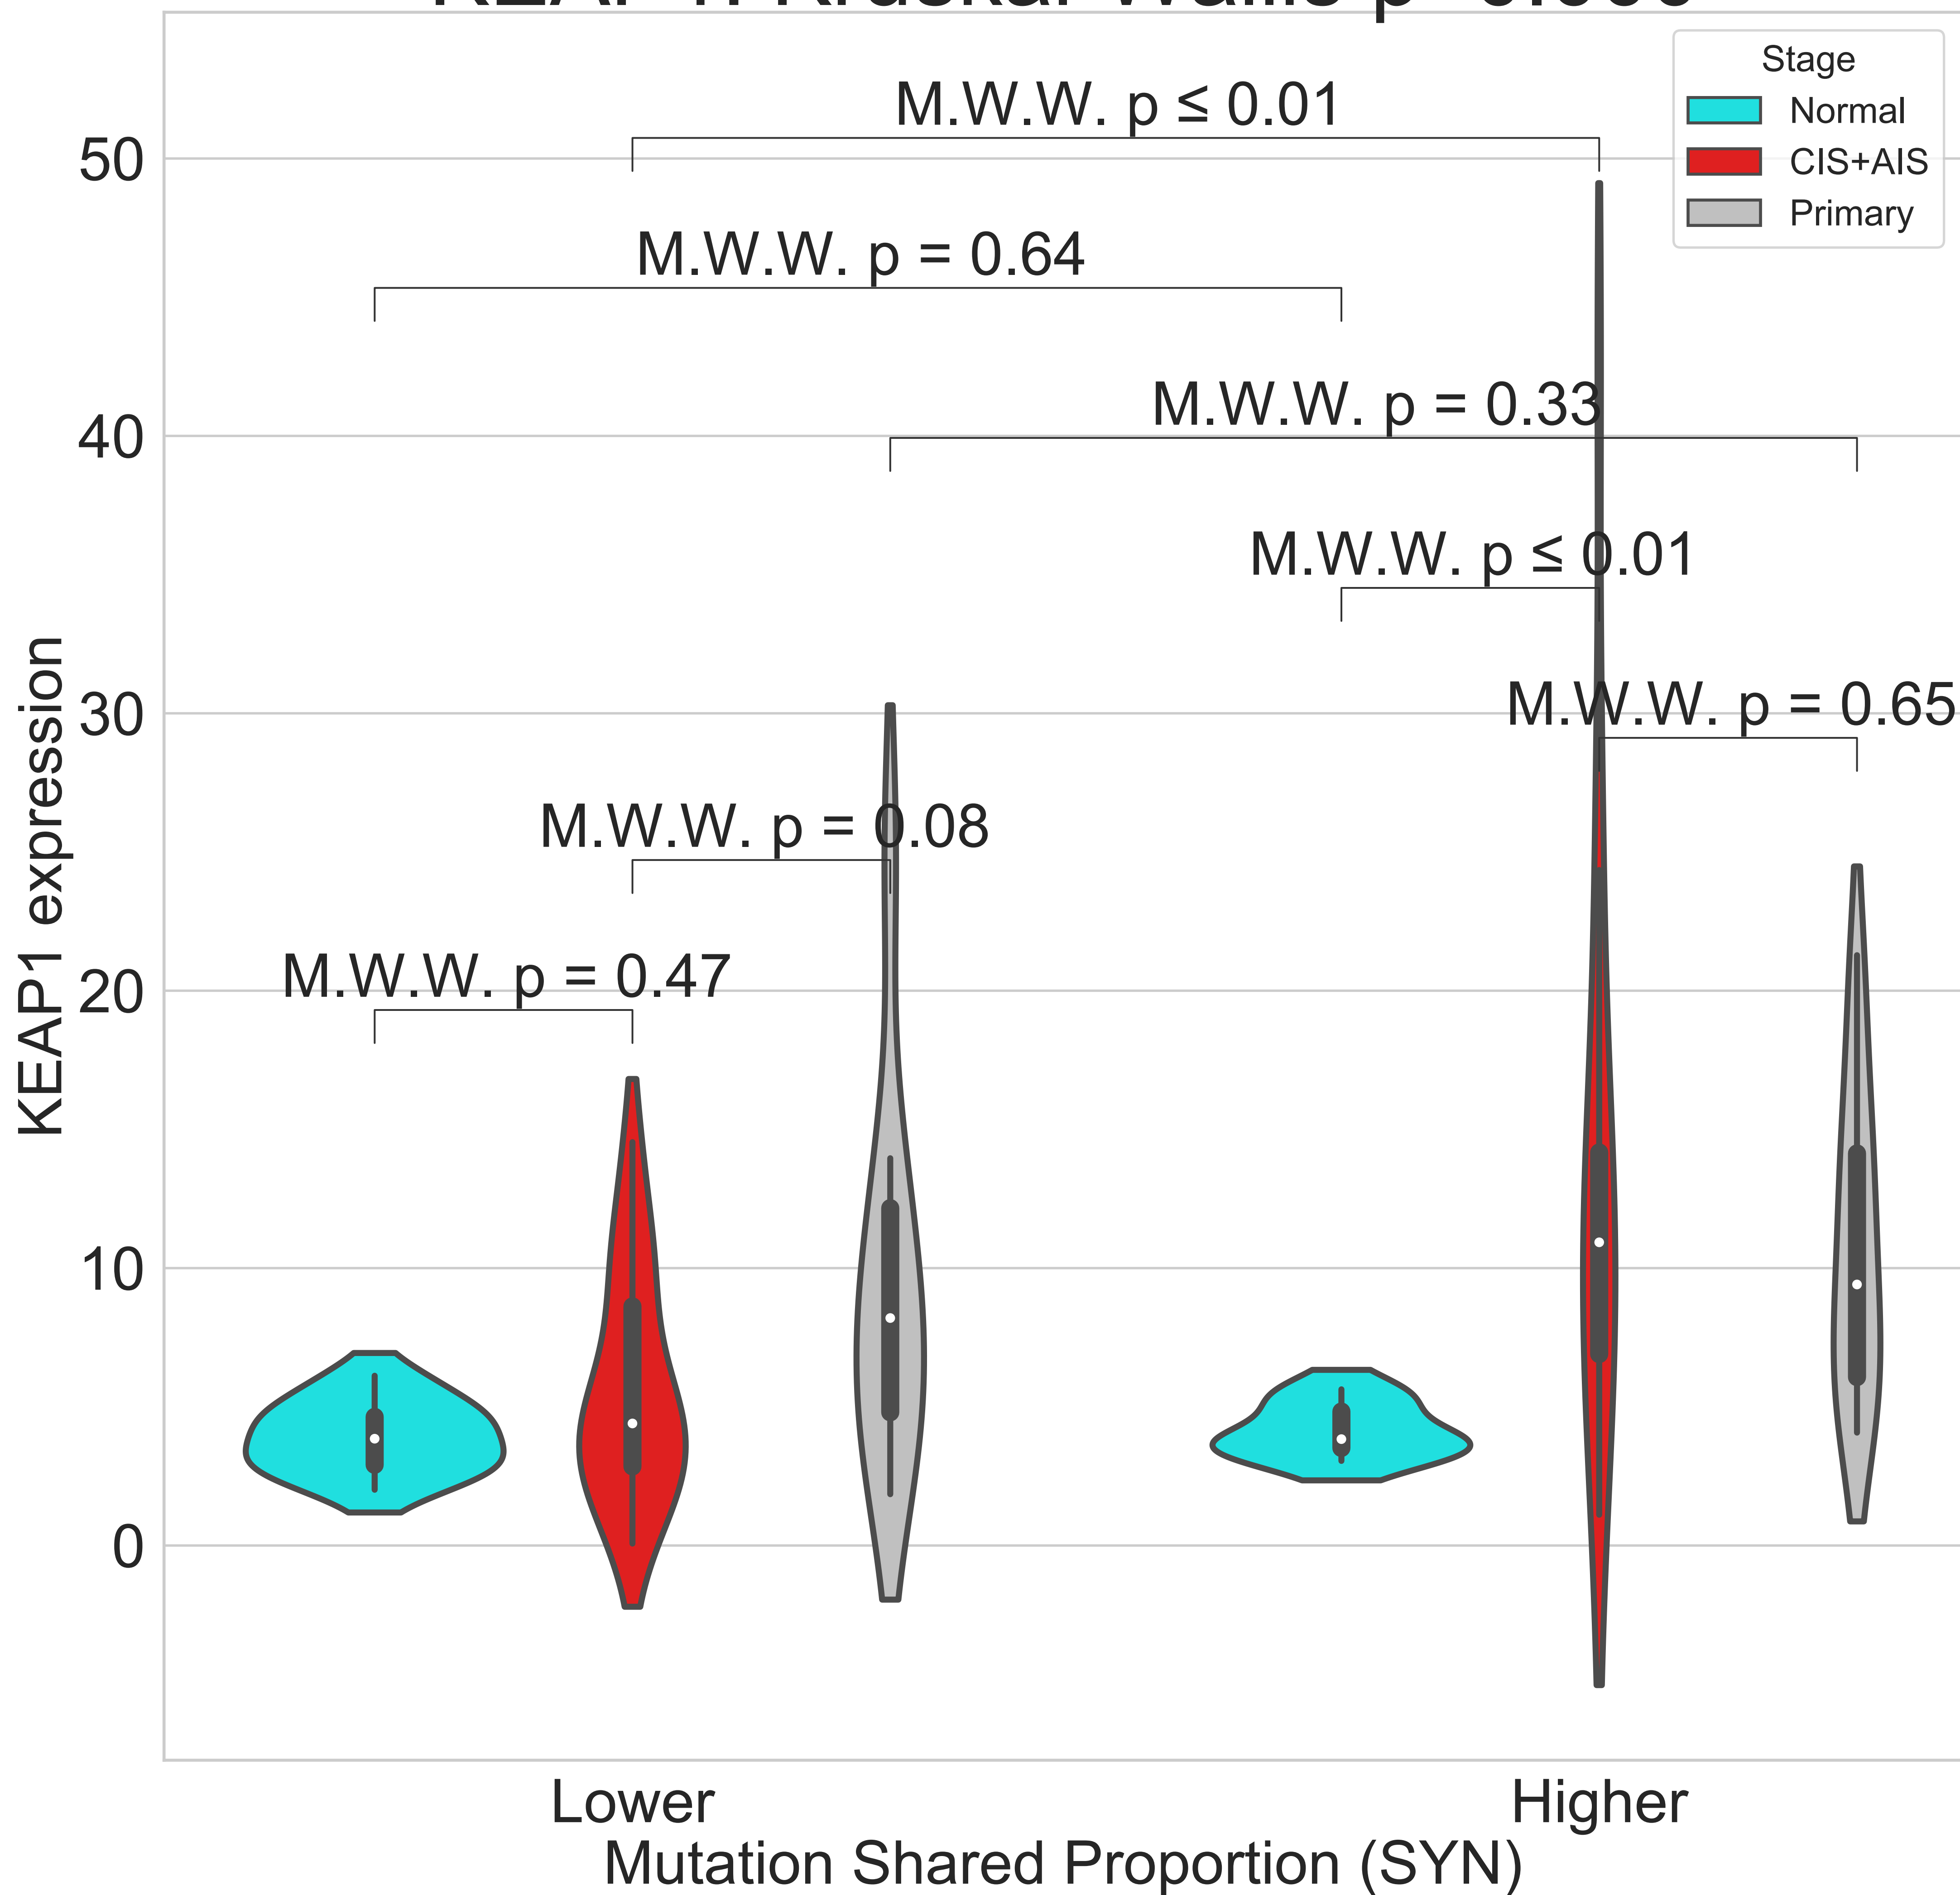 Stage
Normal
CIS+AIS
Primary
M.W.W. p ≤ 0.01
M.W.W. p = 0.64
M.W.W. p = 0.33
M.W.W. p ≤ 0.01
M.W.W. p = 0.65
M.W.W. p = 0.08
M.W.W. p = 0.47
50
40
30
20
10
0
KEAP1 expression
Lower
Higher
Mutation Shared Proportion (SYN)